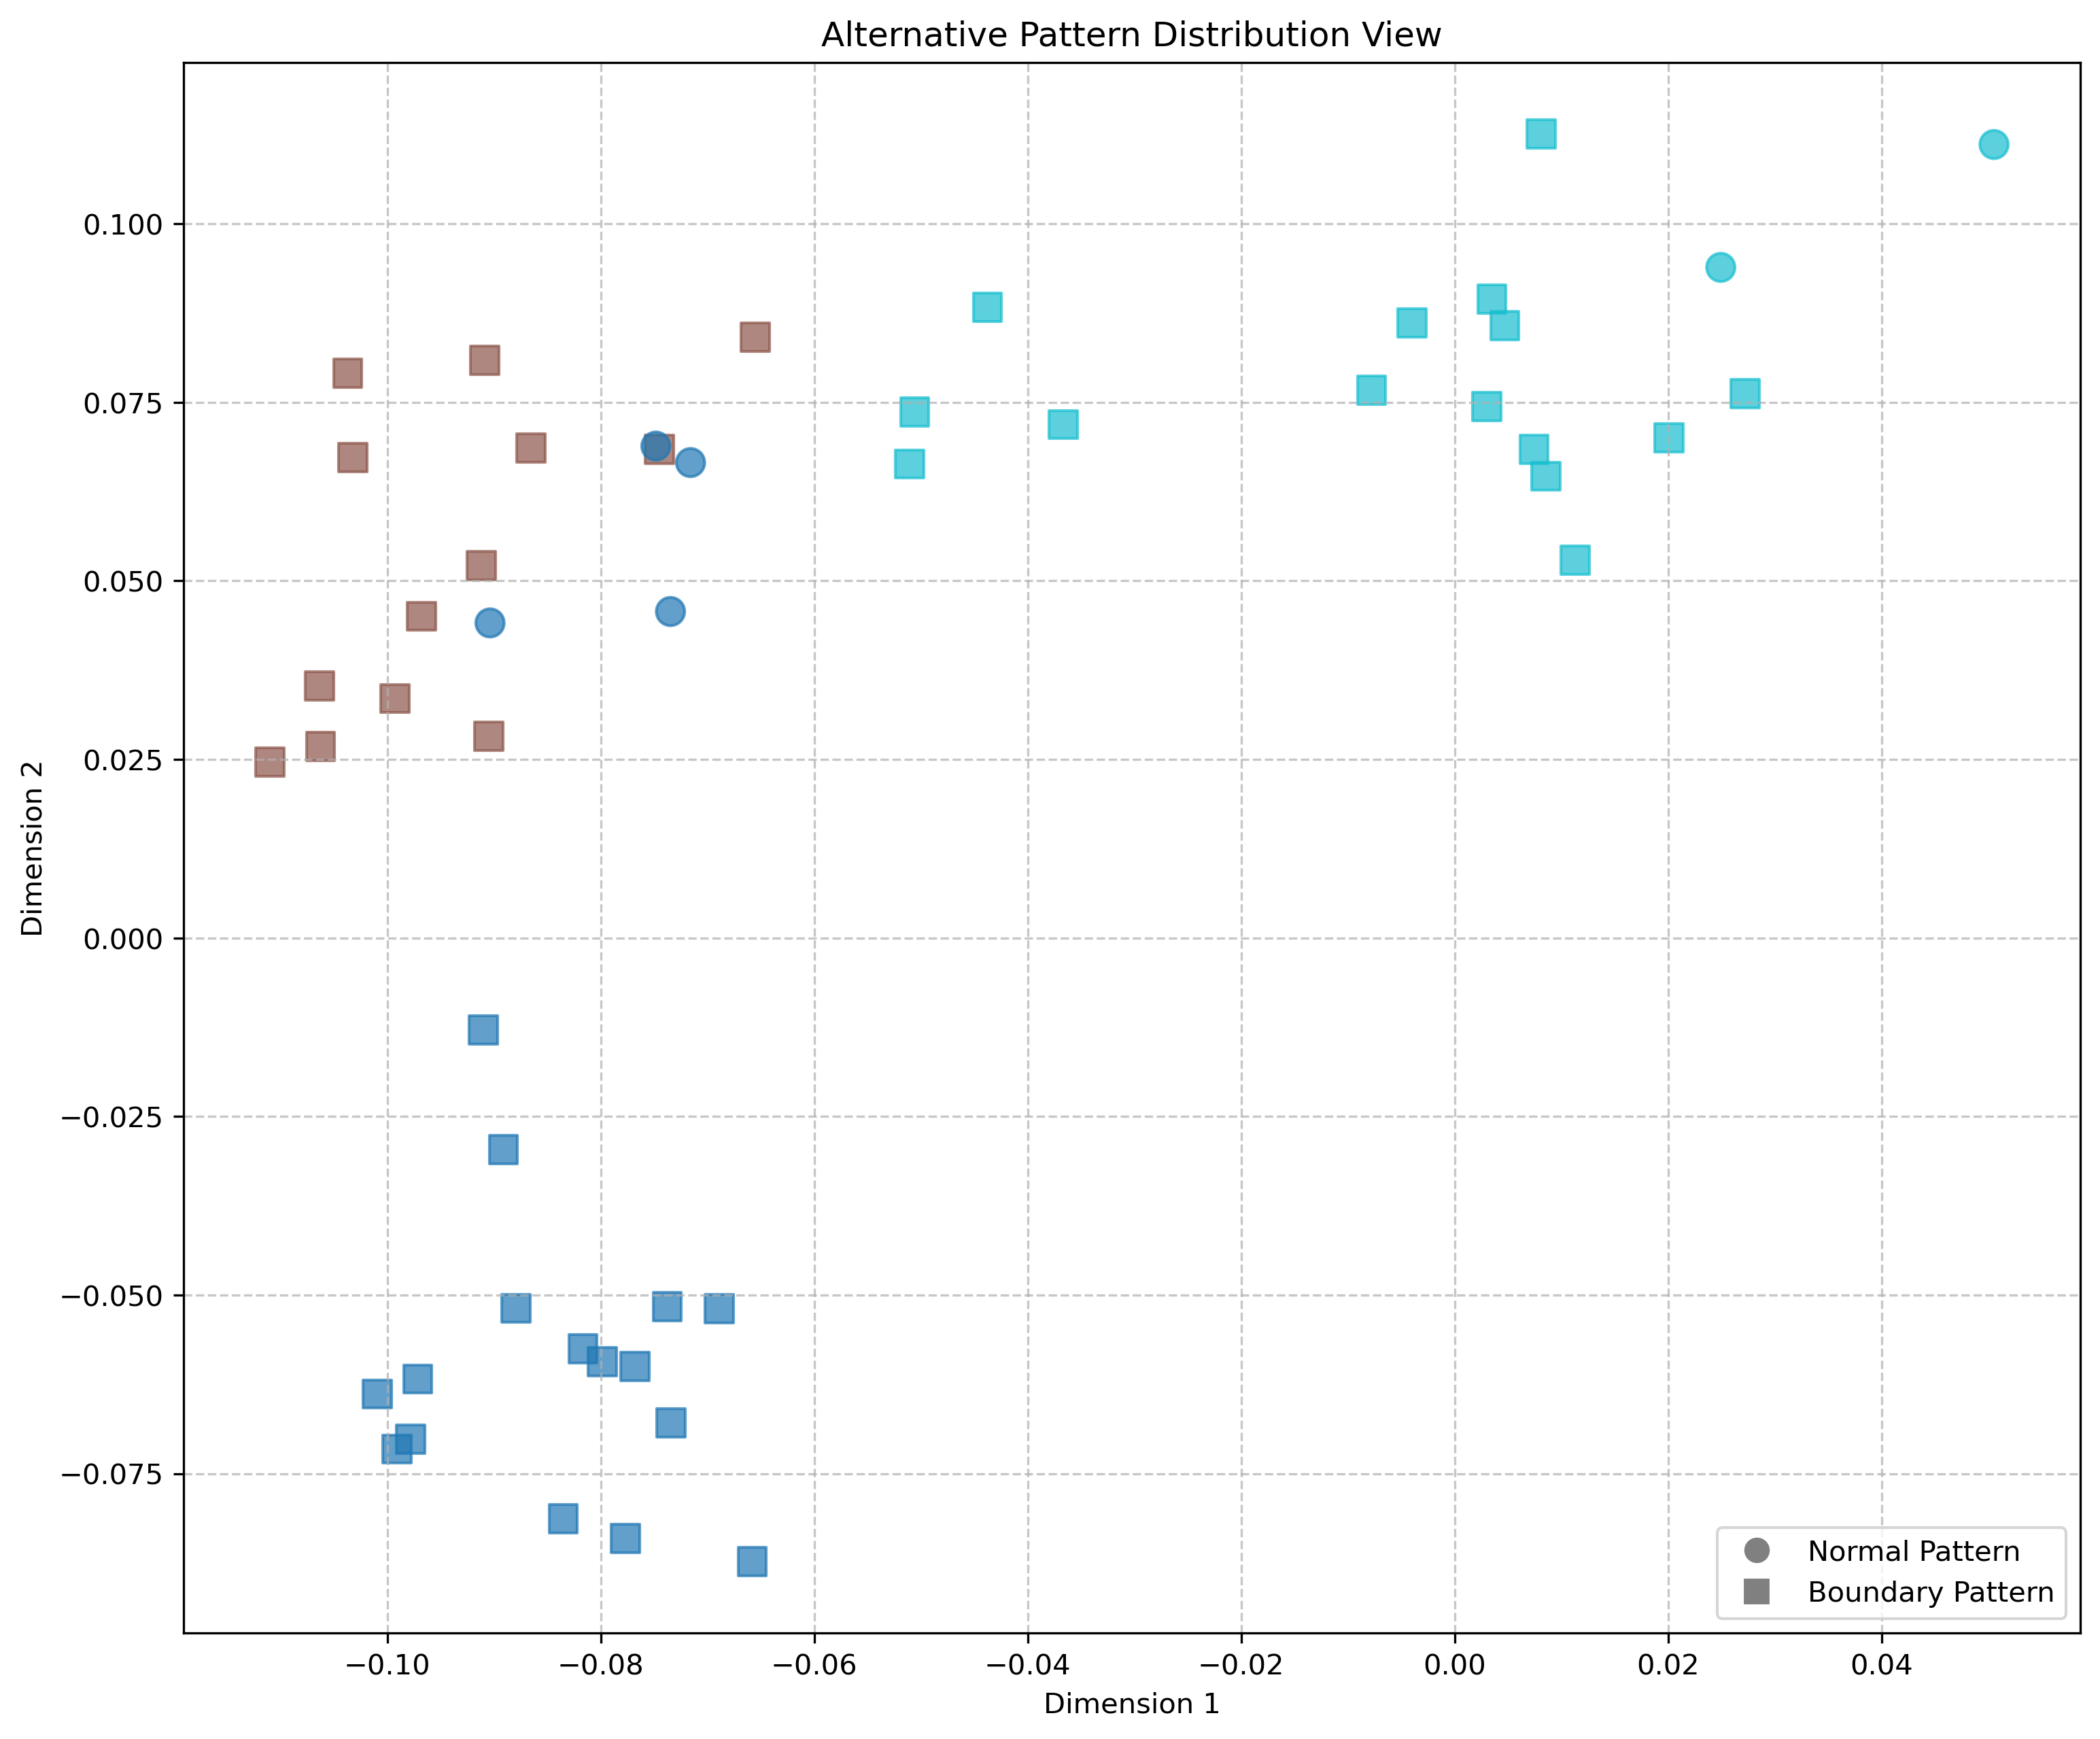 Alternative Pattern Distribution View
0.100
0.075
0.050
0.025
0.000
−0.025
−0.050
−0.075
Dimension 2
Normal Pattern
Boundary Pattern
−0.10 −0.08 −0.06 −0.04 −0.02 0.00 0.02 0.04
Dimension 1